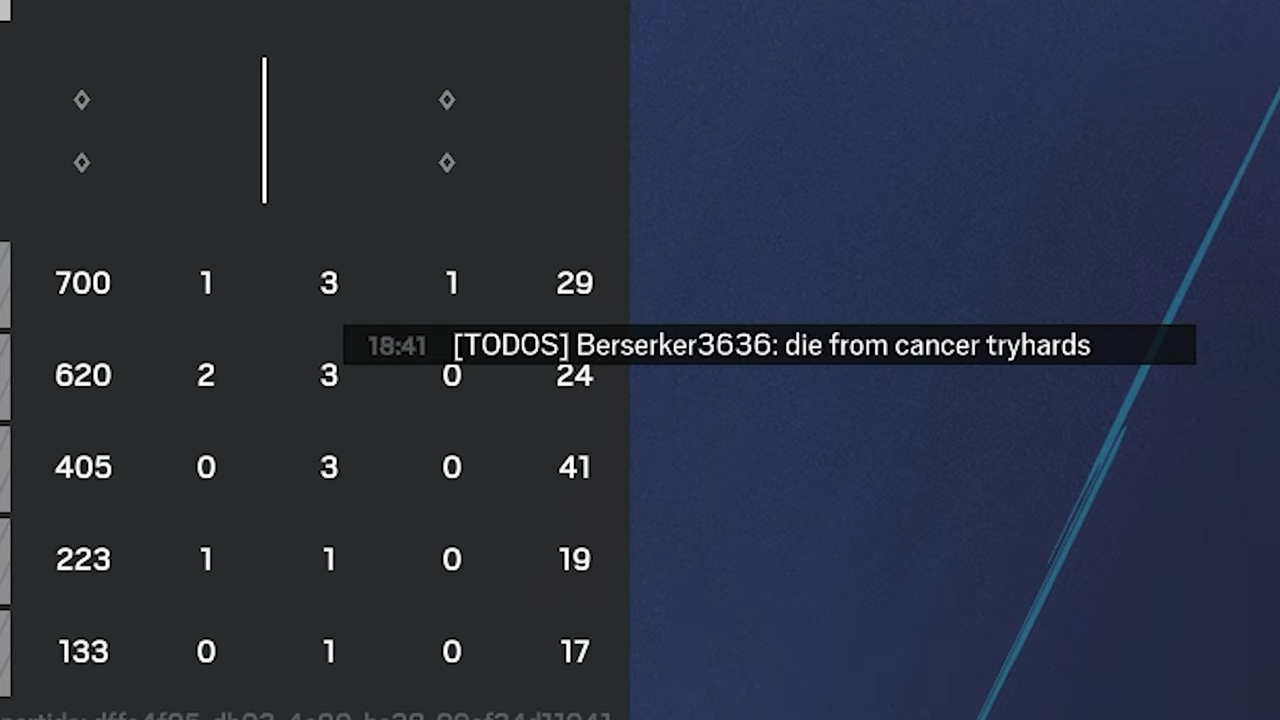 700 1 3 1 29
18:41 [TODOS] Berserker3636: die from cancer tryhards
620 2 3 0 24
405 0 3 0 41
223 1 1 0 19
133 0 1 0 17